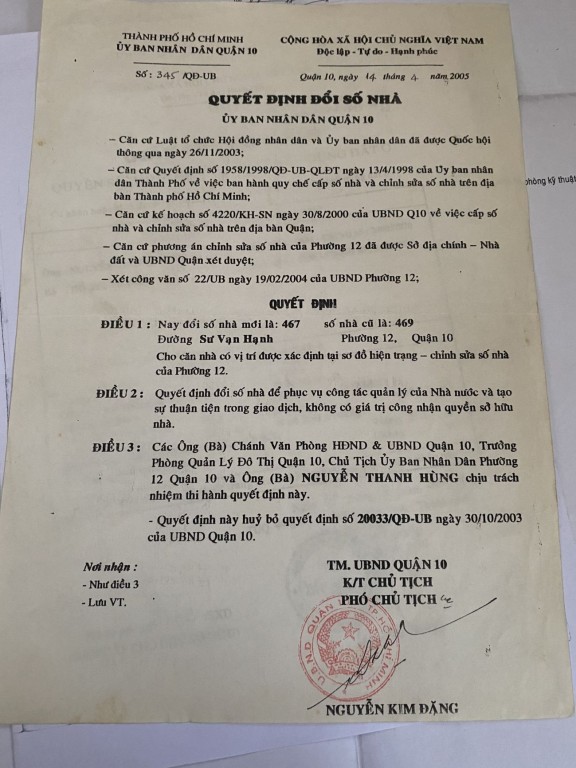 THÀNH PHỐ HỒ CHÍ MINH
ỦY BAN NHÂN DÂN QUẬN 10
Số : 345 /QĐ-UB
CỘNG HÒA XÃ HỘI CHỦ NGHĨA VIỆT NAM
Độc lập - Tự do - Hạnh phúc
Quận 10, ngày 14 tháng 4 năm 2005
QUYẾT ĐỊNH ĐỔI SỐ NHÀ
ỦY BAN NHÂN DÂN QUẬN 10
– Căn cứ Luật tổ chức Hội đồng nhân dân và Ủy ban nhân dân đã được Quốc hội
thông qua ngày 26/11/2003;
– Căn cứ Quyết định số 1958/1998/QĐ-UB-QLĐT ngày 13/4/1998 của Ủy ban nhân
dân Thành Phố về việc ban hành quy chế cấp số nhà và chỉnh sửa số nhà trên địa
bàn Thành phố Hồ Chí Minh;
– Căn cứ kế hoạch số 4220/KH-SN ngày 30/8/2000 của UBND Q10 về việc cấp số
nhà và chỉnh sửa số nhà trên địa bàn Quận;
– Căn cứ phương án chỉnh sửa số nhà của Phường 12 đã được Sở địa chính – Nhà
đất và UBND Quận xét duyệt;
– Xét công văn số 22/UB ngày 19/02/2004 của UBND Phường 12;
QUYẾT ĐỊNH
ĐIỀU 1 : Nay đổi số nhà mới là: 467 số nhà cũ là: 469
Đường Sư Vạn Hạnh Phường 12, Quận 10
Cho căn nhà có vị trí được xác định tại sơ đồ hiện trạng – chỉnh sửa số nhà
của Phường 12.
ĐIỀU 2 : Quyết định đổi số nhà để phục vụ công tác quản lý của Nhà nước và tạo
sự thuận tiện trong giao dịch, không có giá trị công nhận quyền sở hữu
nhà.
ĐIỀU 3 : Các Ông (Bà) Chánh Văn Phòng HĐND & UBND Quận 10, Trưởng
Phòng Quản Lý Đô Thị Quận 10, Chủ Tịch Ủy Ban Nhân Dân Phường
12 Quận 10 và Ông (Bà) NGUYỄN THANH HÙNG chịu trách
nhiệm thi hành quyết định này.
- Quyết định này huỷ bỏ quyết định số 20033/QĐ-UB ngày 30/10/2003
của UBND Quận 10.
Nơi nhận :
- Như điều 3
- Lưu VT.
TM. UBND QUẬN 10
K/T CHỦ TỊCH
PHÓ CHỦ TỊCH
NGUYỄN KIM ĐẶNG
phòng kỹ thuật